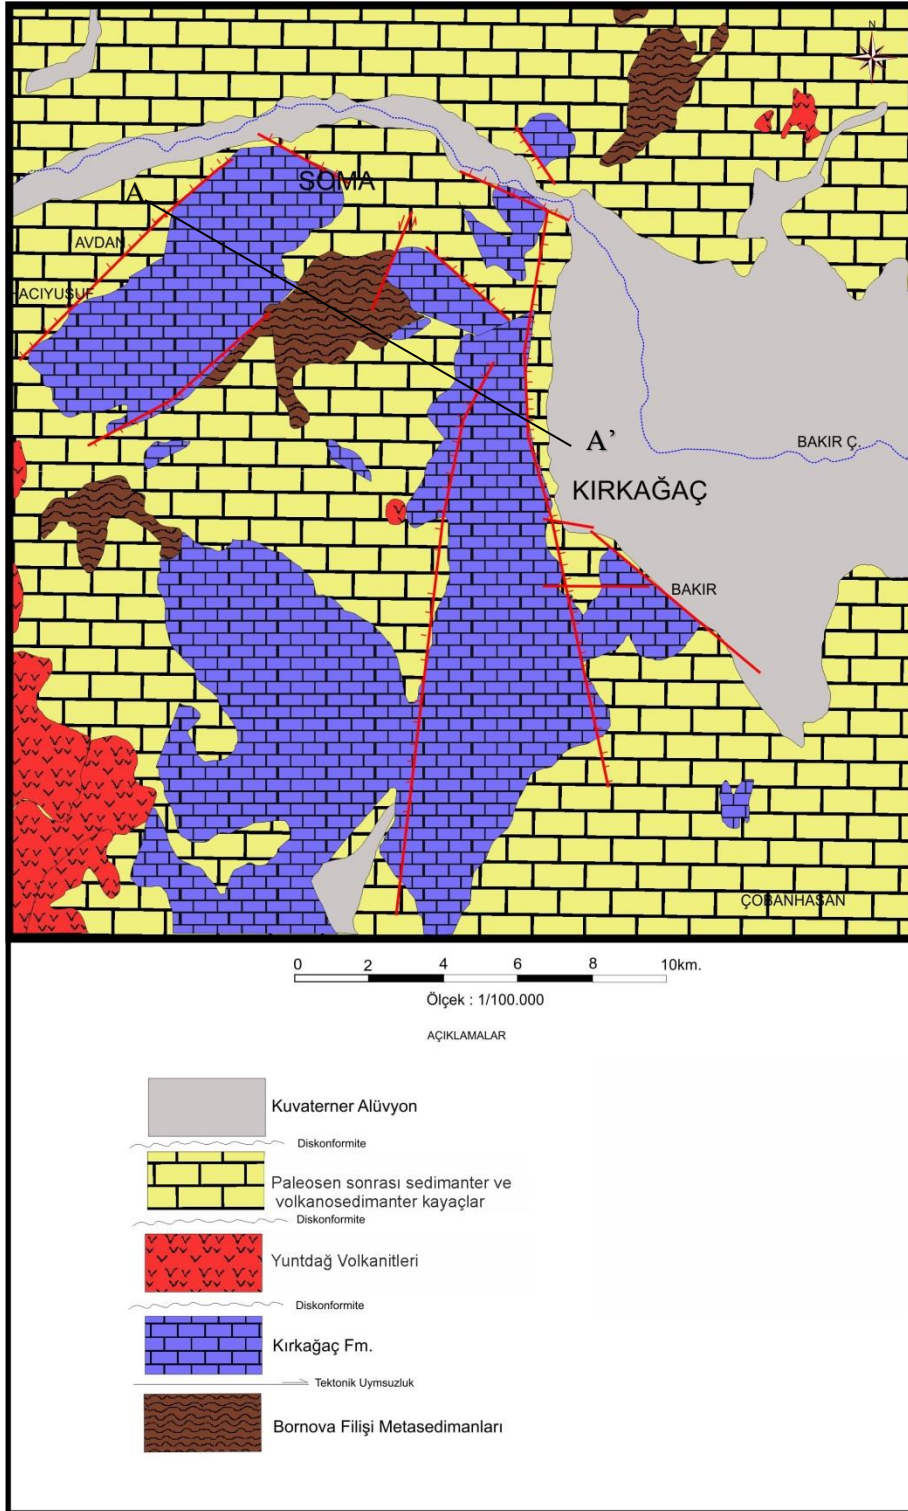 N
SOMA
A
AVDAN
HACIYUSUF
A’
BAKIR Ç.
KIRKAĞAÇ
BAKIR
ÇOBANHASAN
0 2 4 6 8 10km.
Ölçek : 1/100.000
AÇIKLAMALAR
Kuvaterner Alüvyon
Diskonformite
Paleosen sonrası sedimanter ve
volkanosedimanter kayaçlar
Diskonformite
Yuntdağ Volkanitleri
Diskonformite
Kırkağaç Fm.
Tektonik Uymsuzluk
Bornova Filişi Metasedimanları